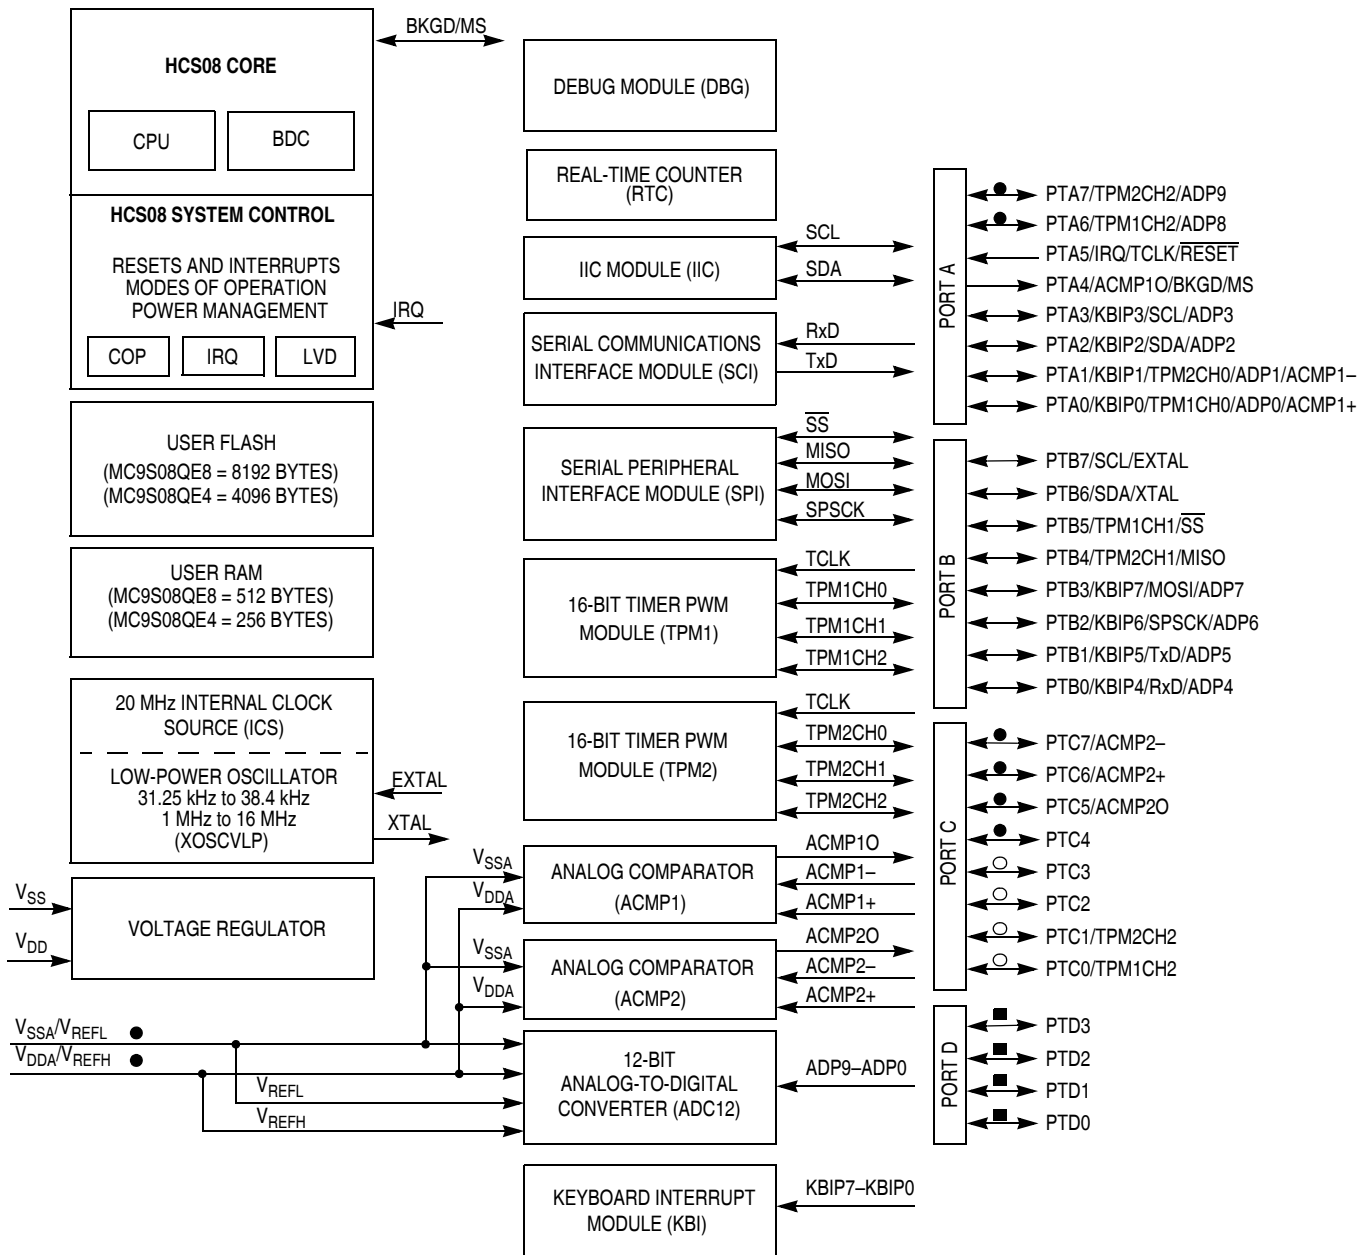 HCS08 CORE
CPU
BDC
BKGD/MS
HCS08 SYSTEM CONTROL
RESETS AND INTERRUPTS
MODES OF OPERATION
POWER MANAGEMENT
COP
IRQ
LVD
IRQ
USER FLASH
(MC9S08QE8 = 8192 BYTES)
(MC9S08QE4 = 4096 BYTES)
USER RAM
(MC9S08QE8 = 512 BYTES)
(MC9S08QE4 = 256 BYTES)
20 MHz INTERNAL CLOCK
SOURCE (ICS)
LOW-POWER OSCILLATOR
31.25 kHz to 38.4 kHz
1 MHz to 16 MHz
(XOSCVLP)
EXTAL
XTAL
VSS
VDD
VOLTAGE REGULATOR
VSSA/VREFL
VDDA/VREFH
VREFL
VREFH
DEBUG MODULE (DBG)
REAL-TIME COUNTER
(RTC)
IIC MODULE (IIC)
SCL
SDA
SERIAL COMMUNICATIONS
INTERFACE MODULE (SCI)
RxD
TxD
SERIAL PERIPHERAL
INTERFACE MODULE (SPI)
SS
MISO
MOSI
SPSCK
16-BIT TIMER PWM
MODULE (TPM1)
TCLK
TPM1CH0
TPM1CH1
TPM1CH2
16-BIT TIMER PWM
MODULE (TPM2)
TCLK
TPM2CH0
TPM2CH1
TPM2CH2
VSSA
VDDA
ANALOG COMPARATOR
(ACMP1)
ACMP1O
ACMP1–
ACMP1+
VSSA
VDDA
ANALOG COMPARATOR
(ACMP2)
ACMP2O
ACMP2–
ACMP2+
12-BIT
ANALOG-TO-DIGITAL
CONVERTER (ADC12)
ADP9–ADP0
KEYBOARD INTERRUPT
MODULE (KBI)
KBIP7–KBIP0
PORT A
PTA7/TPM2CH2/ADP9
PTA6/TPM1CH2/ADP8
PTA5/IRQ/TCLK/RESET
PTA4/ACMP1O/BKGD/MS
PTA3/KBIP3/SCL/ADP3
PTA2/KBIP2/SDA/ADP2
PTA1/KBIP1/TPM2CH0/ADP1/ACMP1–
PTA0/KBIP0/TPM1CH0/ADP0/ACMP1+
PORT B
PTB7/SCL/EXTAL
PTB6/SDA/XTAL
PTB5/TPM1CH1/SS
PTB4/TPM2CH1/MISO
PTB3/KBIP7/MOSI/ADP7
PTB2/KBIP6/SPSCK/ADP6
PTB1/KBIP5/TxD/ADP5
PTB0/KBIP4/RxD/ADP4
PORT C
PTC7/ACMP2–
PTC6/ACMP2+
PTC5/ACMP2O
PTC4
PTC3
PTC2
PTC1/TPM2CH2
PTC0/TPM1CH2
PORT D
PTD3
PTD2
PTD1
PTD0